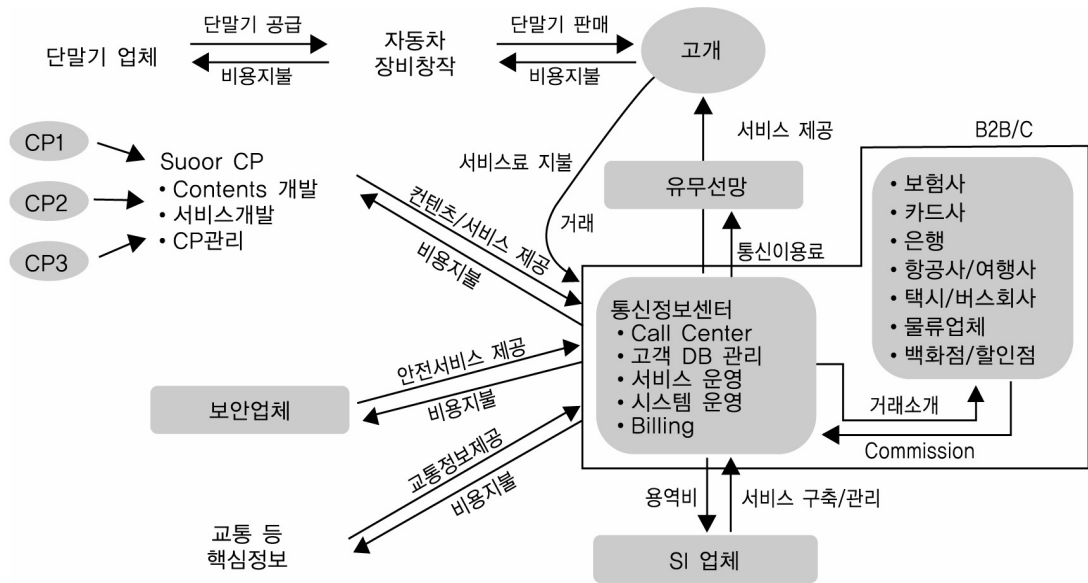 단말기 업체
단말기 공급
비용지불
자동차
장비창작
단말기 판매
비용지불
고개
CP1
CP2
CP3
Suoor CP
• Contents 개발
• 서비스개발
• CP관리
컨텐츠/서비스 제공
비용지불
서비스료 지불
거래
서비스 제공
유무선망
통신이용료
B2B/C
• 보험사
• 카드사
• 은행
• 항공사/여행사
• 택시/버스회사
• 물류업체
• 백화점/할인점
통신정보센터
• Call Center
• 고객 DB 관리
• 서비스 운영
• 시스템 운영
• Billing
거래소개
Commission
안전서비스 제공
비용지불
보안업체
교통정보제공
비용지불
교통 등
핵심정보
용역비
서비스 구축/관리
SI 업체